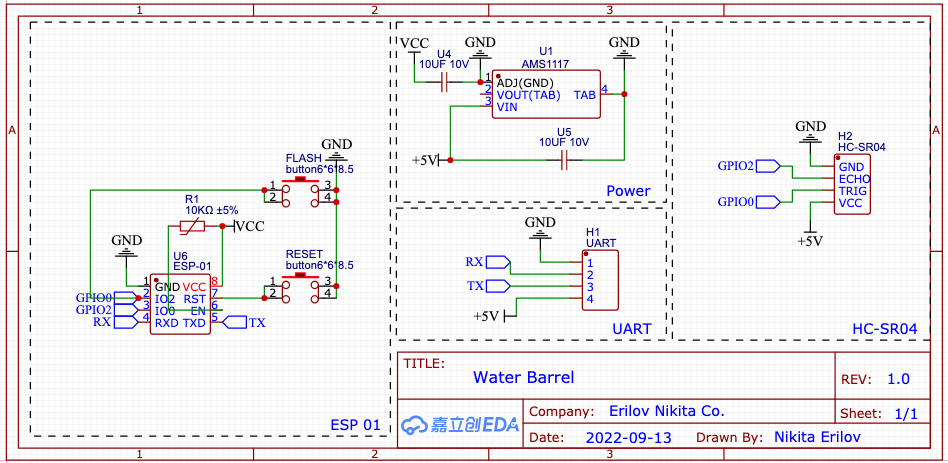 1
2
3
A
A
VCC
U4
10UF 10V
GND
U1
AMS1117
GND
1
2
3
ADJ(GND)
VOUT(TAB)
VIN
TAB
4
+5V
U5
10UF 10V
Power
GND
FLASH
button6*6*8.5
1
2
3
4
R1
10KΩ ±5%
VCC
GND
U6
ESP-01
RESET
button6*6*8.5
1
2
3
4
1
2
3
4
GND
IO2
IO0
RXD
VCC
RST
EN
TXD
8
7
6
5
GPIO0
GPIO2
RX
TX
ESP 01
GND
H1
UART
RX
TX
+5V
1
2
3
4
UART
GND
H2
HC-SR04
GPIO2
GPIO0
GND
ECHO
TRIG
VCC
+5V
HC-SR04
TITLE:
Water Barrel
REV: 1.0
嘉立创EDA
Company: Erilov Nikita Co.
Sheet: 1/1
Date: 2022-09-13 Drawn By: Nikita Erilov
1
2
3